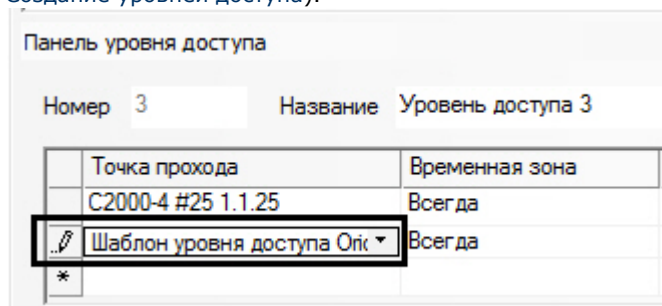 Создание уровней доступа).
Панель уровня доступа
Номер 3 Название Уровень доступа 3
Точка прохода Временная зона
С2000-4 #25 1.1.25 Всегда
Шаблон уровня доступа Всегда
*